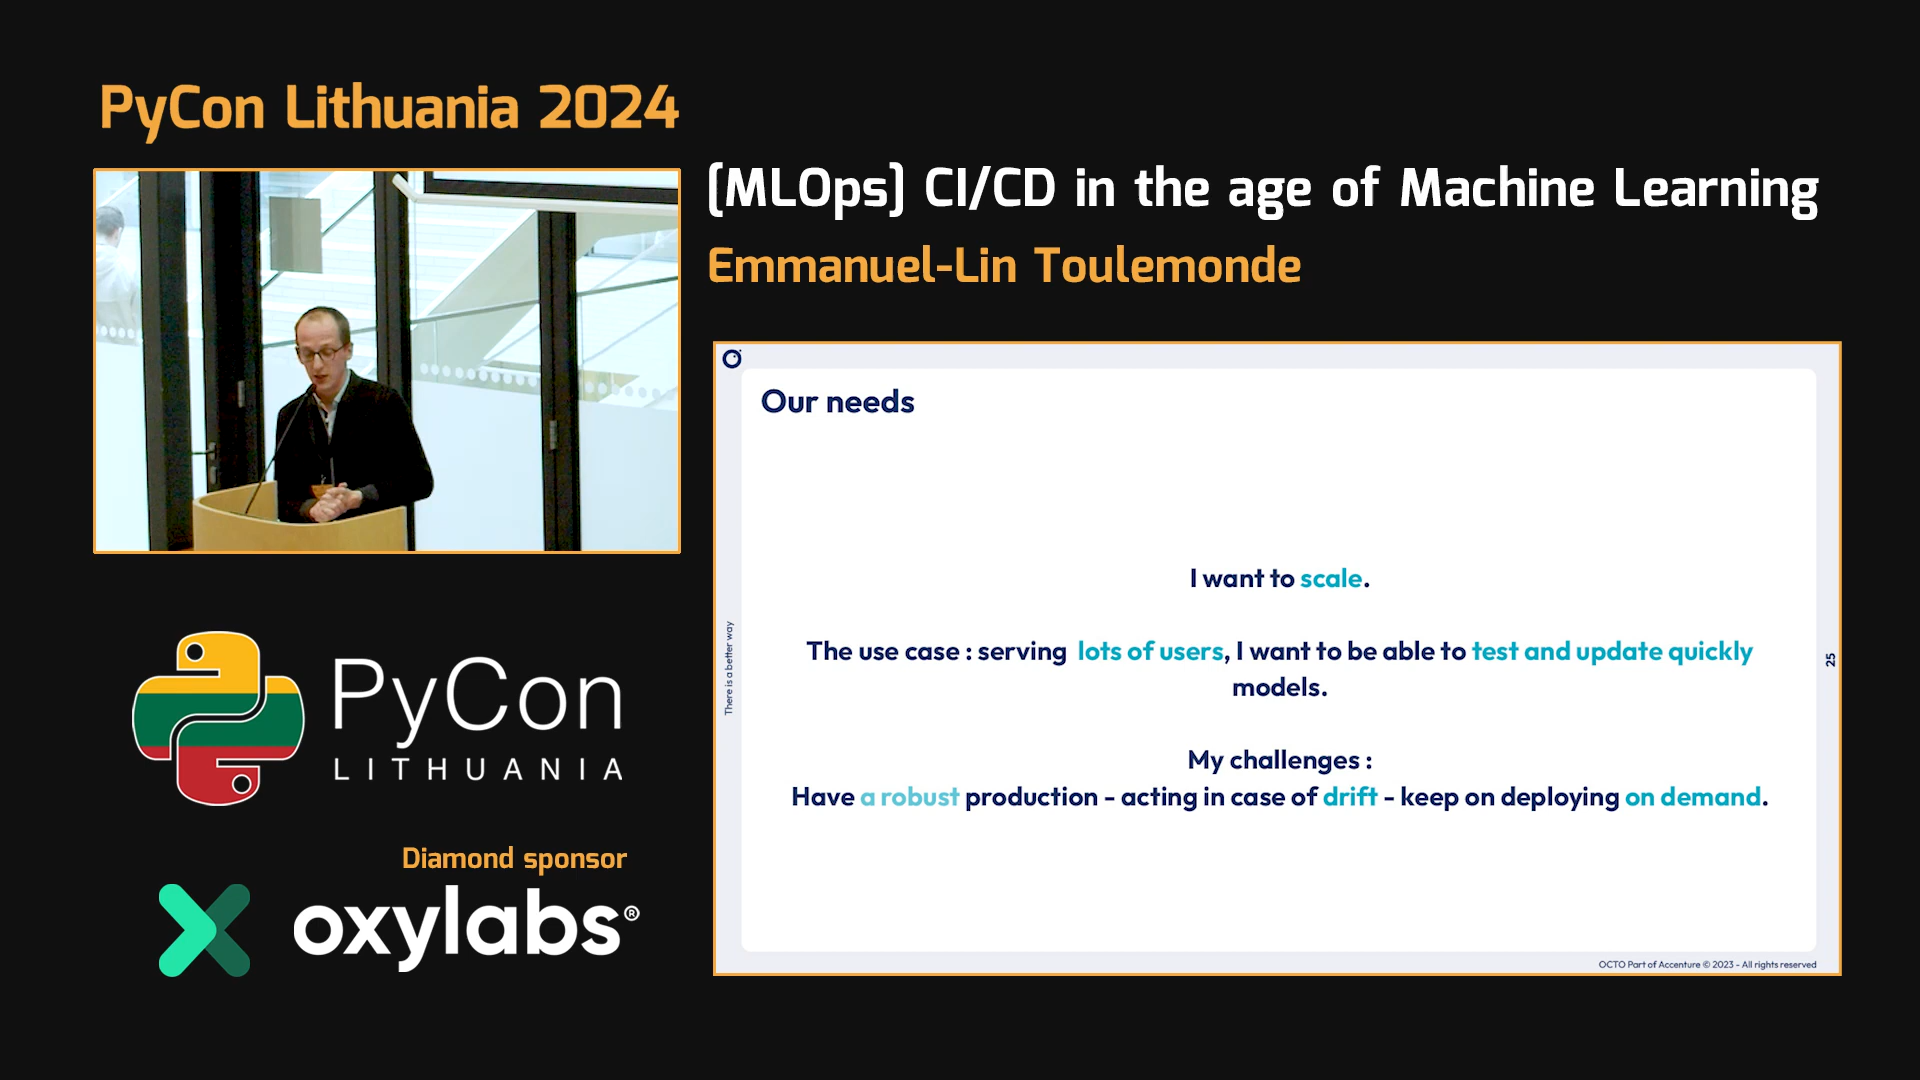 PyCon Lithuania 2024
[MLOps] CI/CD in the age of Machine Learning
Emmanuel-Lin Toulemonde
Our needs
I want to scale.
The use case : serving lots of users, I want to be able to test and update quickly
models.
My challenges :
Have a robust production - acting in case of drift - keep on deploying on demand.
There is a better way
25
OCTO Part of Accenture © 2023 - All rights reserved
PyCon
LITHUANIA
Diamond sponsor
oxylabs®